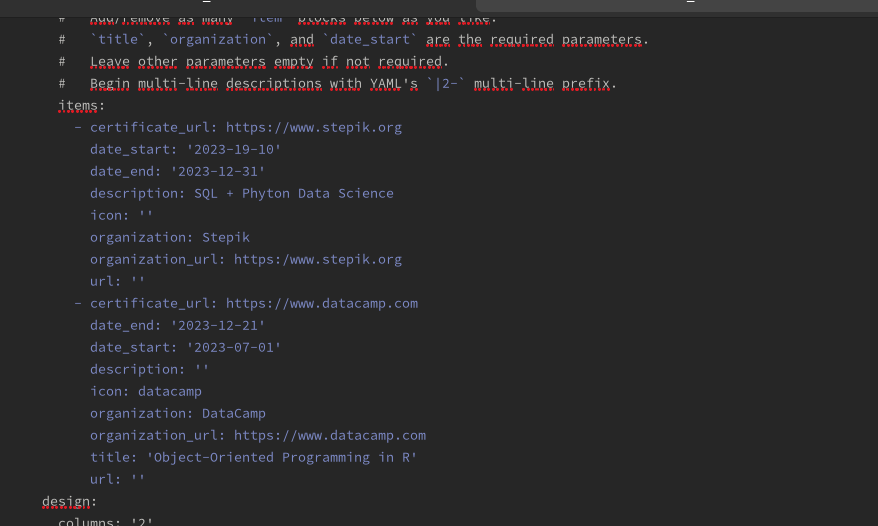 # Add/remove as many `item` blocks below as you like.
# `title`, `organization`, and `date_start` are the required parameters.
# Leave other parameters empty if not required.
# Begin multi-line descriptions with YAML's `|2-` multi-line prefix.
items:
- certificate_url: https://www.stepik.org
date_start: '2023-19-10'
date_end: '2023-12-31'
description: SQL + Phyton Data Science
icon: ''
organization: Stepik
organization_url: https:/www.stepik.org
url: ''
- certificate_url: https://www.datacamp.com
date_end: '2023-12-21'
date_start: '2023-07-01'
description: ''
icon: datacamp
organization: DataCamp
organization_url: https://www.datacamp.com
title: 'Object-Oriented Programming in R'
url: ''
design:
columns: '2'